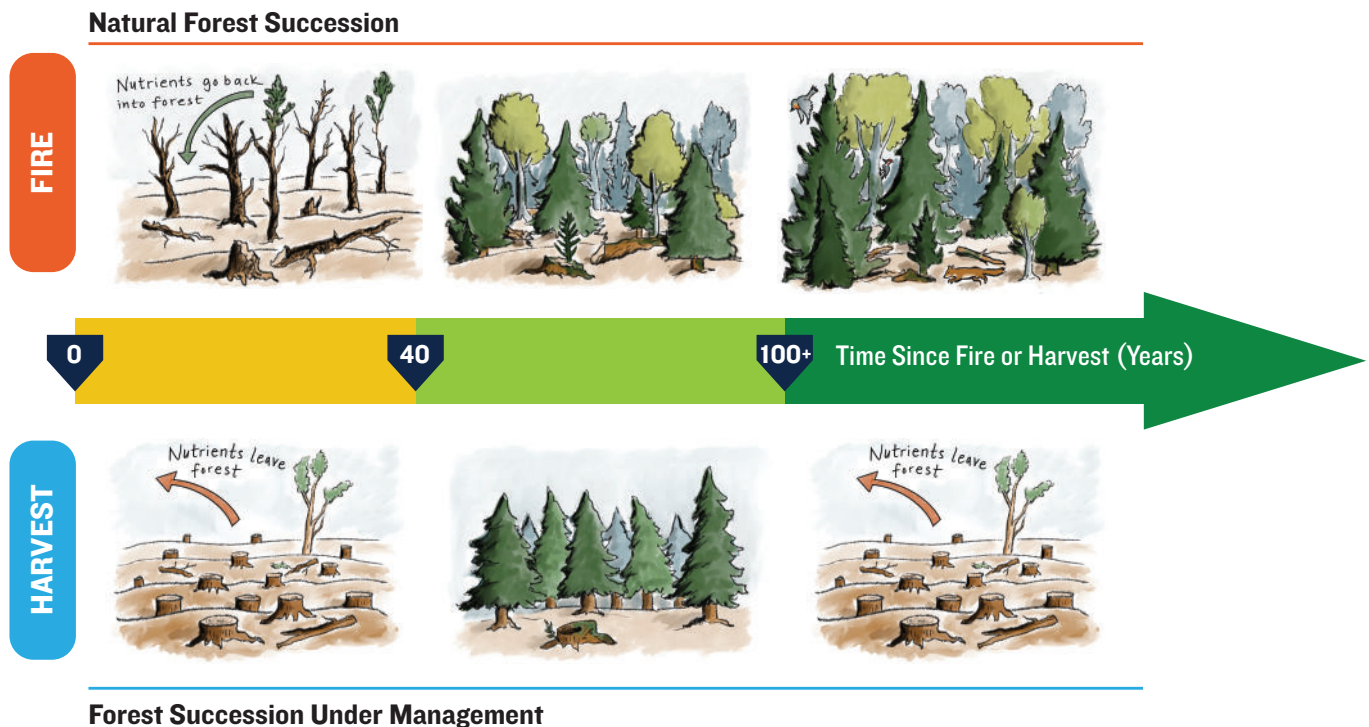 Natural Forest Succession
FIRE
Nutrients go back
into forest
0
40
100+
Time Since Fire or Harvest (Years)
HARVEST
Nutrients leave
forest
Nutrients leave
forest
Forest Succession Under Management